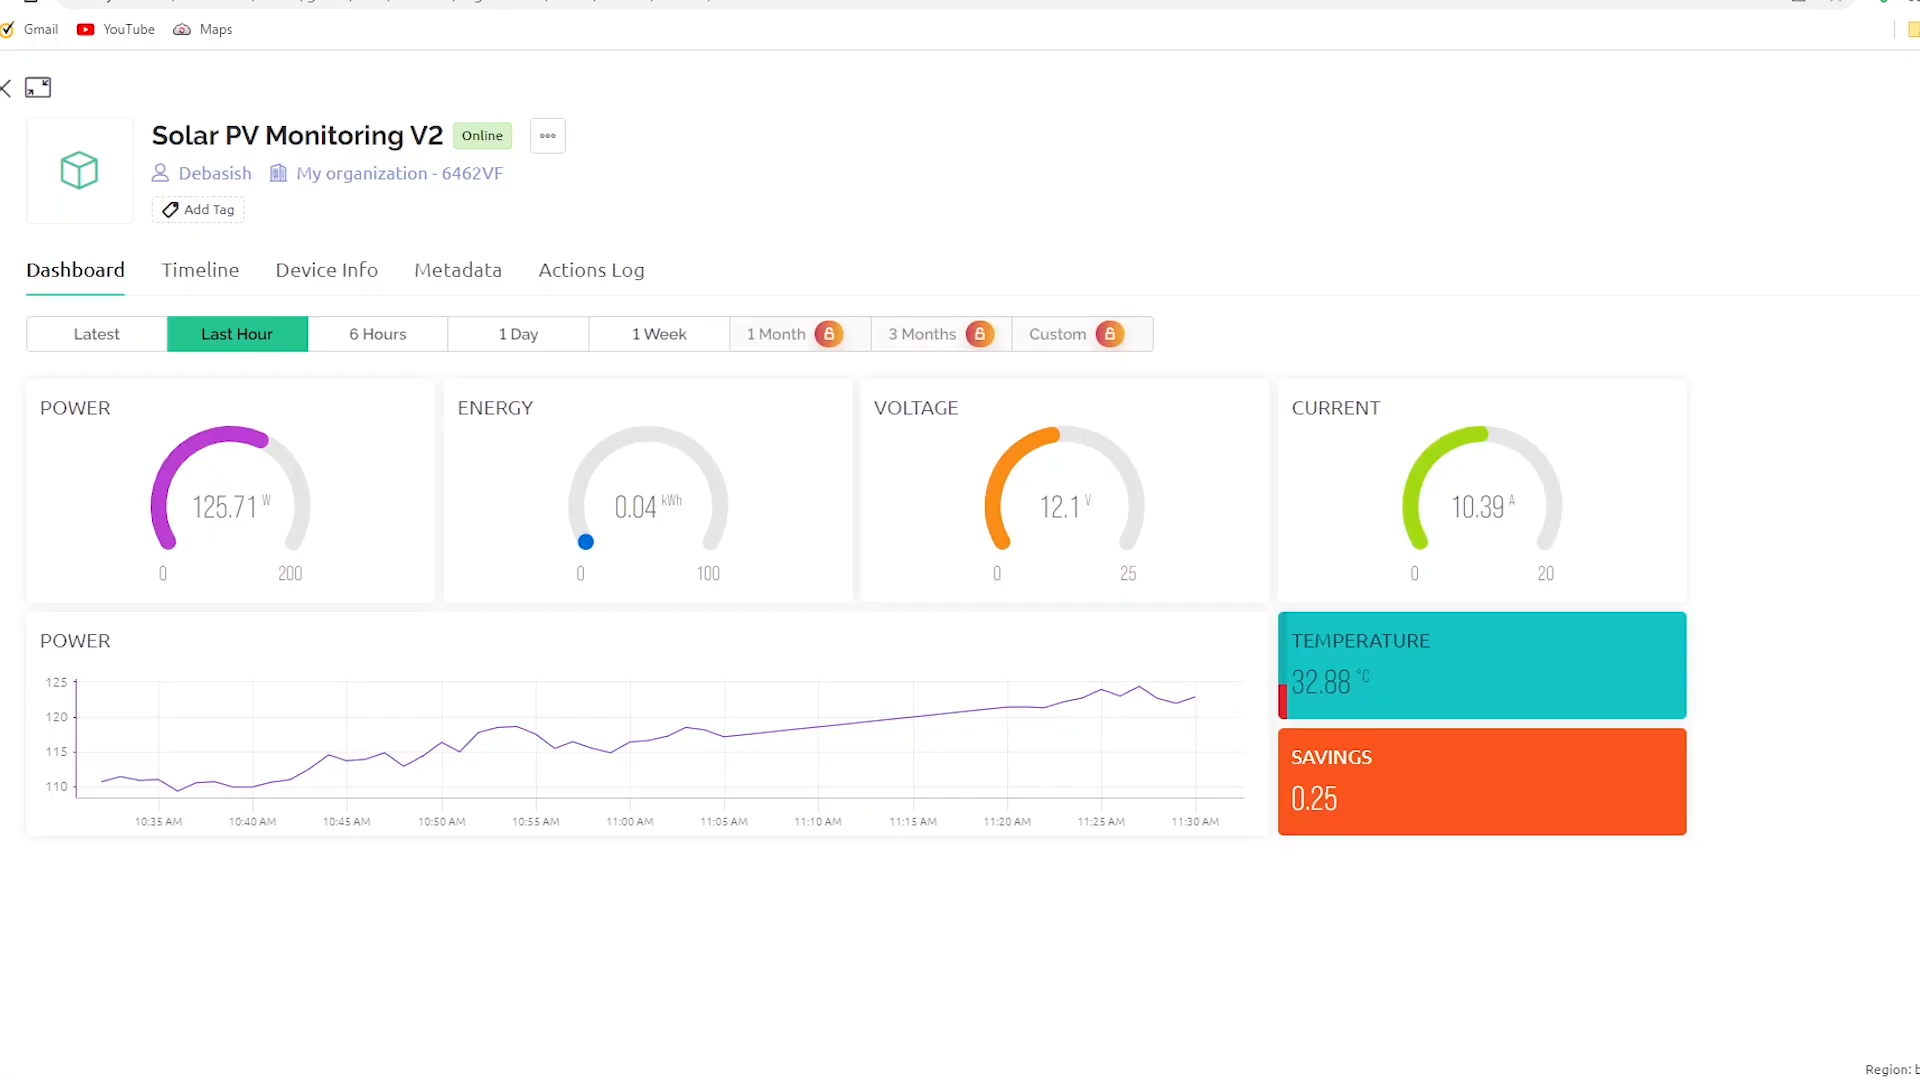 Gmail YouTube Maps
Solar PV Monitoring V2 Online
Debasish My organization - 6462VF
Add Tag
Dashboard Timeline Device Info Metadata Actions Log
Latest Last Hour 6 Hours 1 Day 1 Week 1 Month 3 Months Custom
POWER
125.71 W
0 200
ENERGY
0.04 kWh
0 100
VOLTAGE
12.1 V
0 25
CURRENT
10.39 A
0 20
POWER
125
120
115
110
10:35 AM 10:40 AM 10:45 AM 10:50 AM 10:55 AM 11:00 AM 11:05 AM 11:10 AM 11:15 AM 11:20 AM 11:25 AM 11:30 AM
TEMPERATURE
32.88 °C
SAVINGS
0.25
Region: